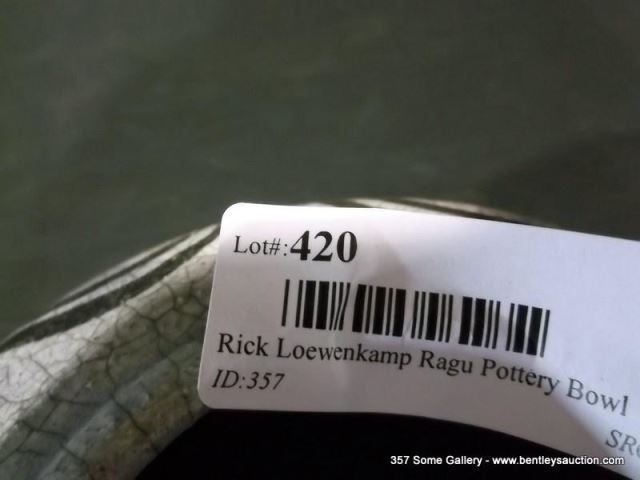 Lot#:420
Rick Loewenkamp Ragu Pottery Bowl
ID:357
357 Some Gallery - www.bentleysauction.com